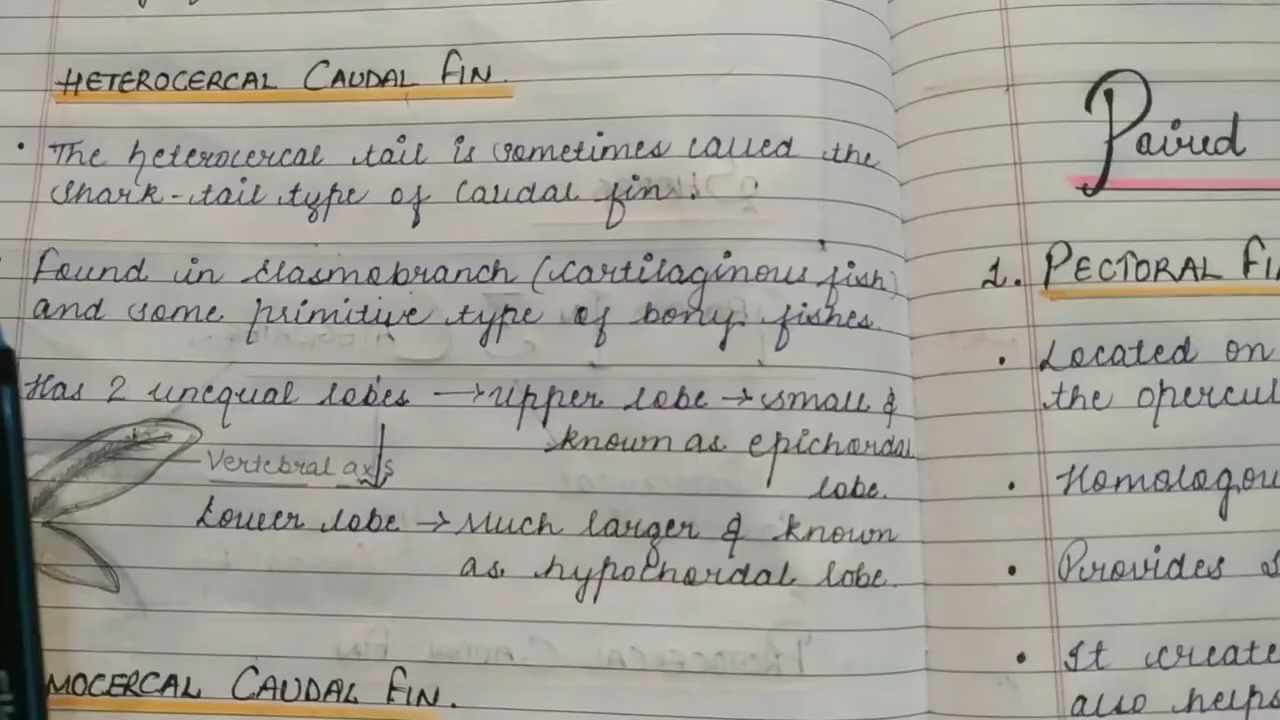 HETEROCERCAL CAUDAL FIN.
• The heterocercal tail is sometimes called the
shark-tail type of caudal fin.
Found in Elasmobranch (cartilaginous fish)
and some primitive type of bony fishes.
Has 2 unequal lobes → upper lobe → small &
known as epichordal
lobe.
Vertebral axis
Lower lobe → Much larger & known
as hypochordal lobe.
MOCERCAL CAUDAL FIN.
Paired
1. PECTORAL FI
• Located on
the opercul
• Homologou
• Provides s
• It create
also helps